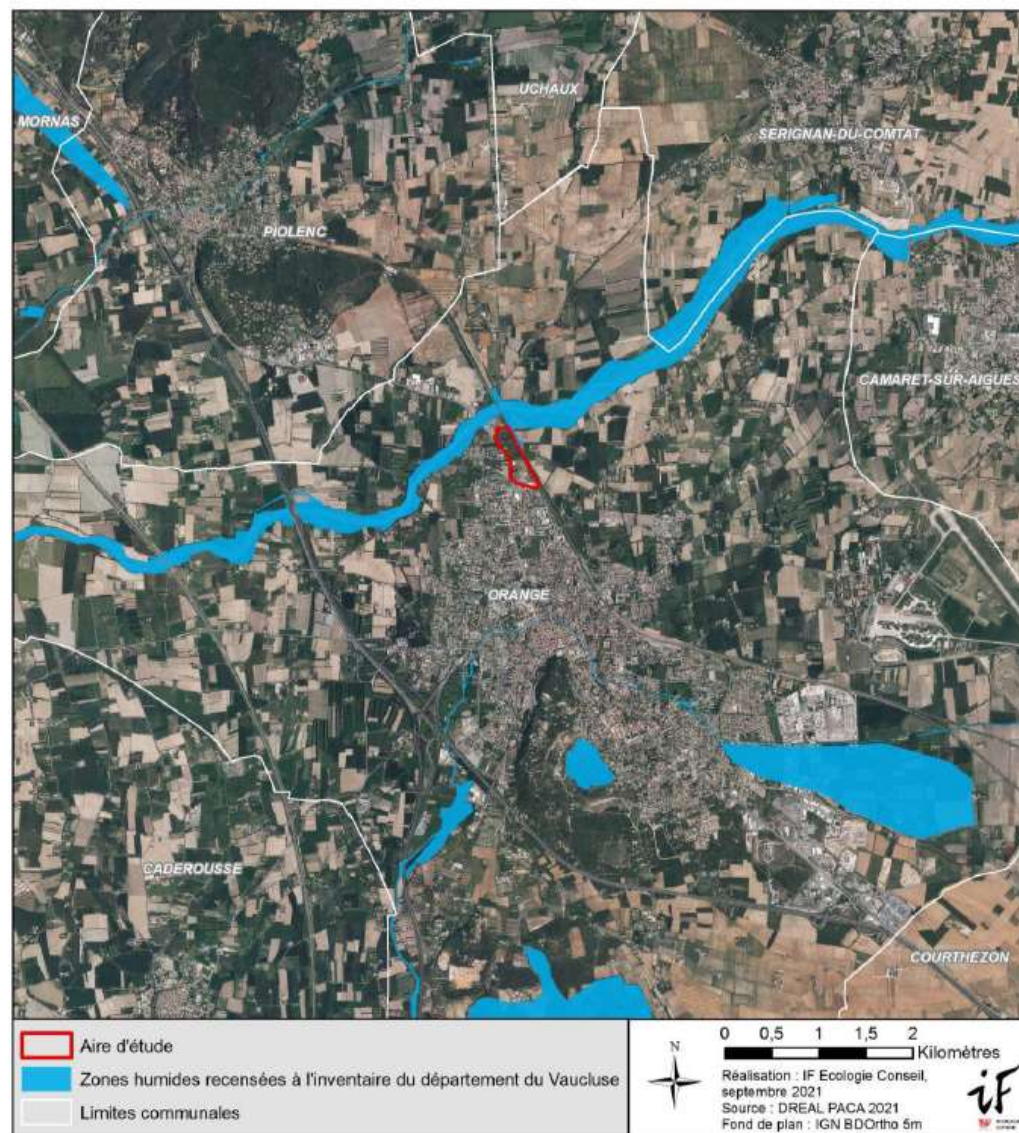 UCHAUX
MORNAS
SERIGNAN-DU-COMTAT
PIOLENC
CAMARET-SUR-AIGUES
ORANGE
CADEROUSSE
COURTHEZON
Aire d'étude
Zones humides recensées à l'inventaire du département du Vaucluse
Limites communales
N
0 0,5 1 1,5 2
Kilomètres
Réalisation : IF Ecologie Conseil,
septembre 2021
Source : DREAL PACA 2021
Fond de plan : IGN BDOrtho 5m
iF